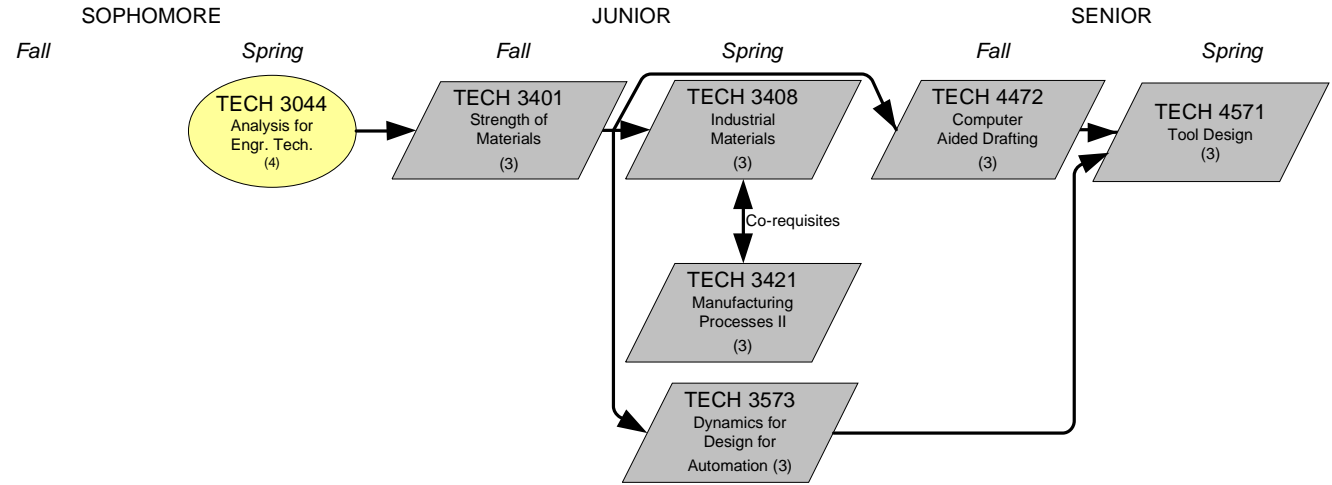 SOPHOMORE
JUNIOR
SENIOR
Fall
Spring
Fall
Spring
Fall
Spring
TECH 3044
Analysis for
Engr. Tech.
(4)
TECH 3401
Strength of
Materials
(3)
TECH 3408
Industrial
Materials
(3)
TECH 4472
Computer
Aided Drafting
(3)
TECH 4571
Tool Design
(3)
Co-requisites
TECH 3421
Manufacturing
Processes II
(3)
TECH 3573
Dynamics for
Design for
Automation (3)